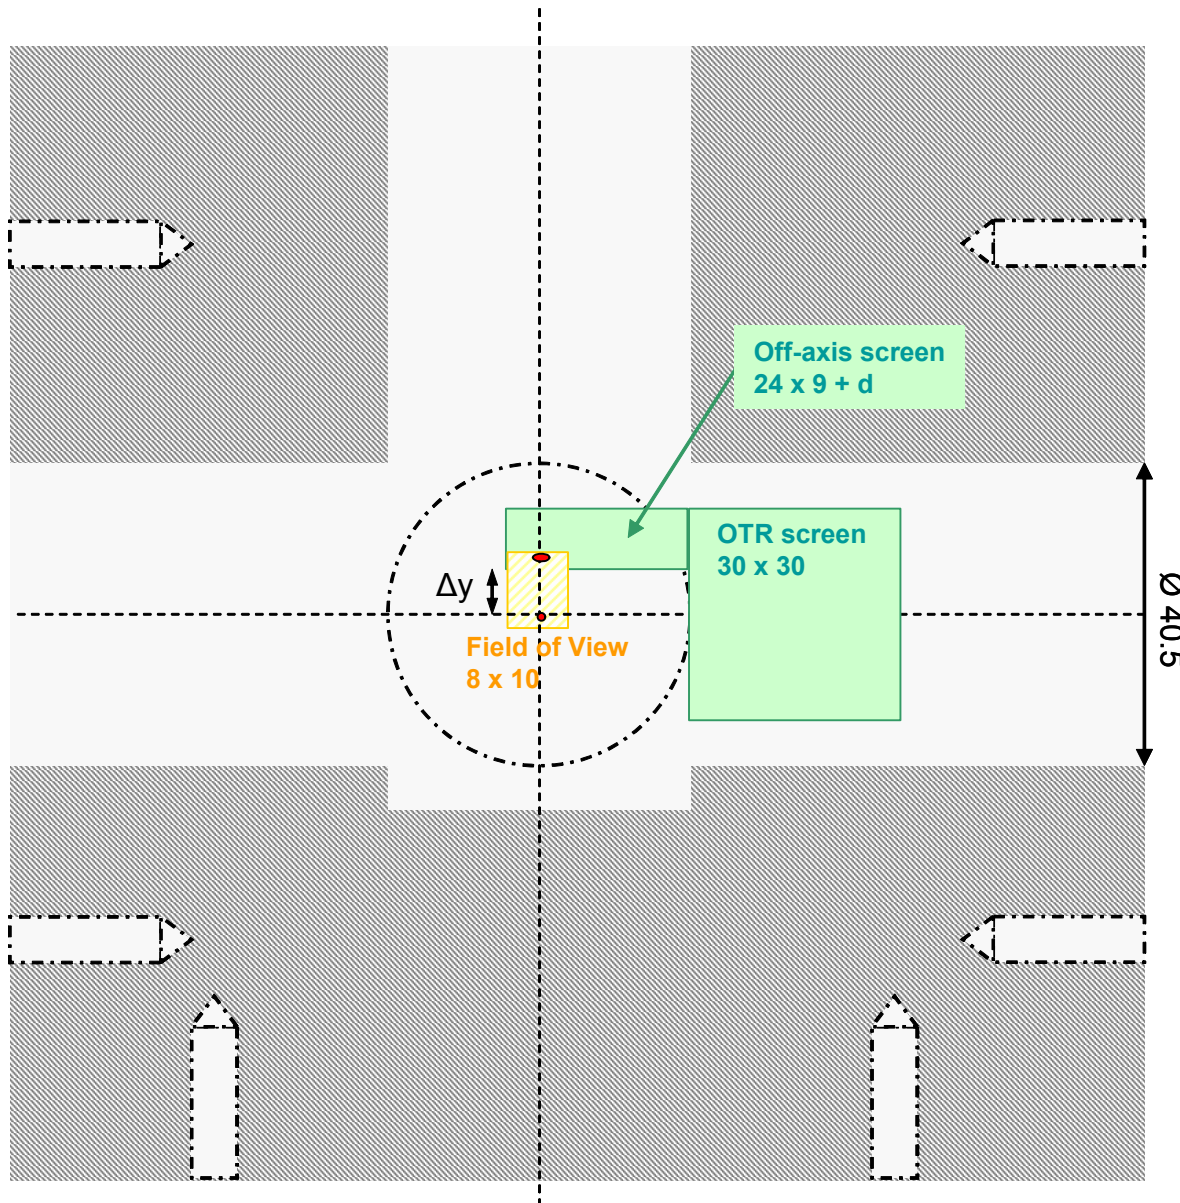 Off-axis screen
24 x 9 + d
OTR screen
30 x 30
Δy
Field of View
8 x 10
Ø 40.5